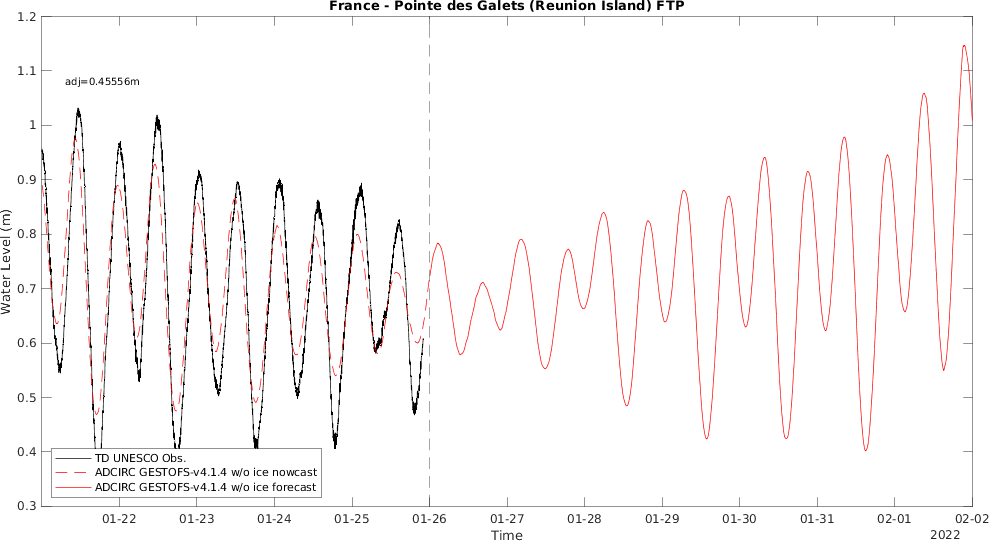 France - Pointe des Galets (Reunion Island) FTP
1.2
1.1
1
0.9
0.8
0.7
0.6
0.5
0.4
0.3
Water Level (m)
adj=0.45556m
TD UNESCO Obs.
ADCIRC GESTOFS-v4.1.4 w/o ice nowcast
ADCIRC GESTOFS-v4.1.4 w/o ice forecast
01-22 01-23 01-24 01-25 01-26 01-27 01-28 01-29 01-30 01-31 02-01 02-02
Time
2022